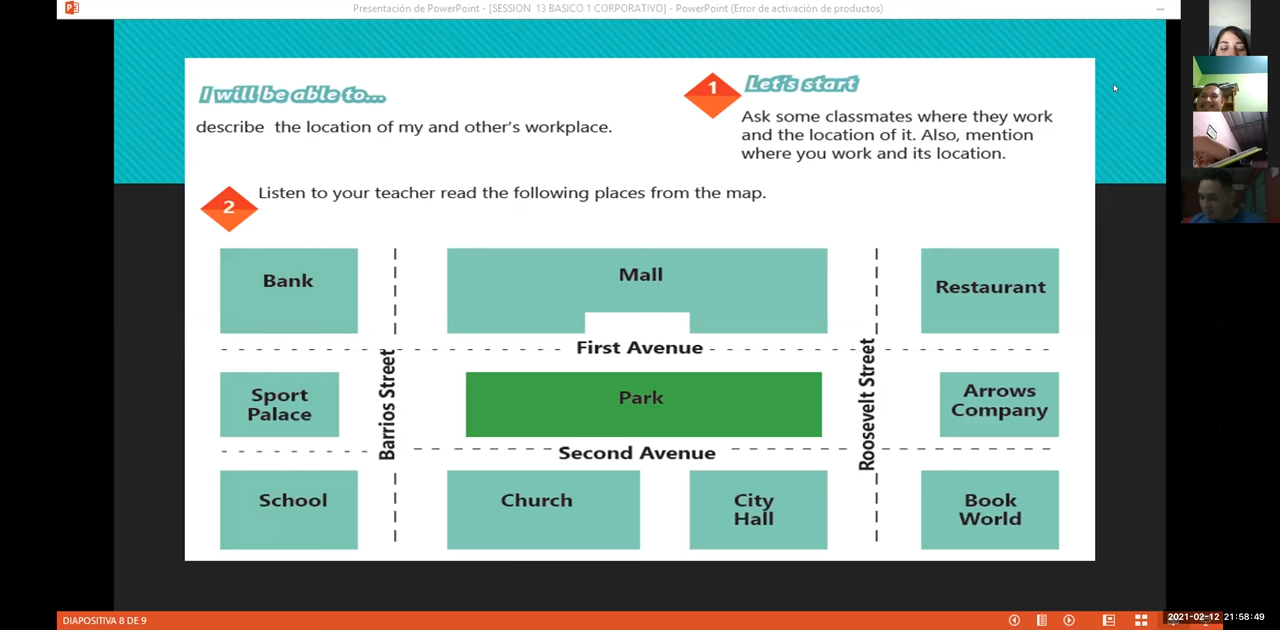 Presentación de PowerPoint - [SESSION 13 BASICO 1 CORPORATIVO] - PowerPoint (Error de activación de productos)
I will be able to...
describe the location of my and other's workplace.
1
Let's start
Ask some classmates where they work
and the location of it. Also, mention
where you work and its location.
2
Listen to your teacher read the following places from the map.
Bank
Mall
Restaurant
First Avenue
Barrios Street
Roosevelt Street
Sport
Palace
Park
Arrows
Company
Second Avenue
School
Church
City
Hall
Book
World
DIAPOSITIVA 8 DE 9
2021-02-12 21:58:49